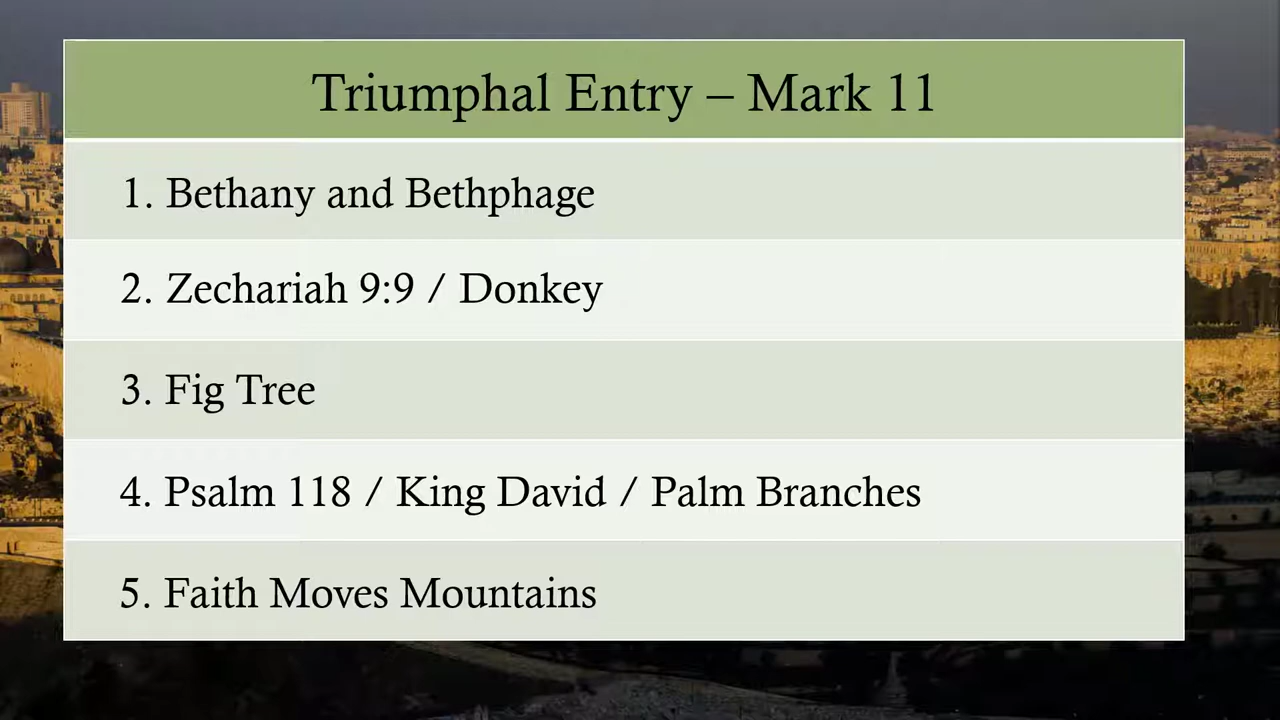 Triumphal Entry – Mark 11
1. Bethany and Bethphage
2. Zechariah 9:9 / Donkey
3. Fig Tree
4. Psalm 118 / King David / Palm Branches
5. Faith Moves Mountains